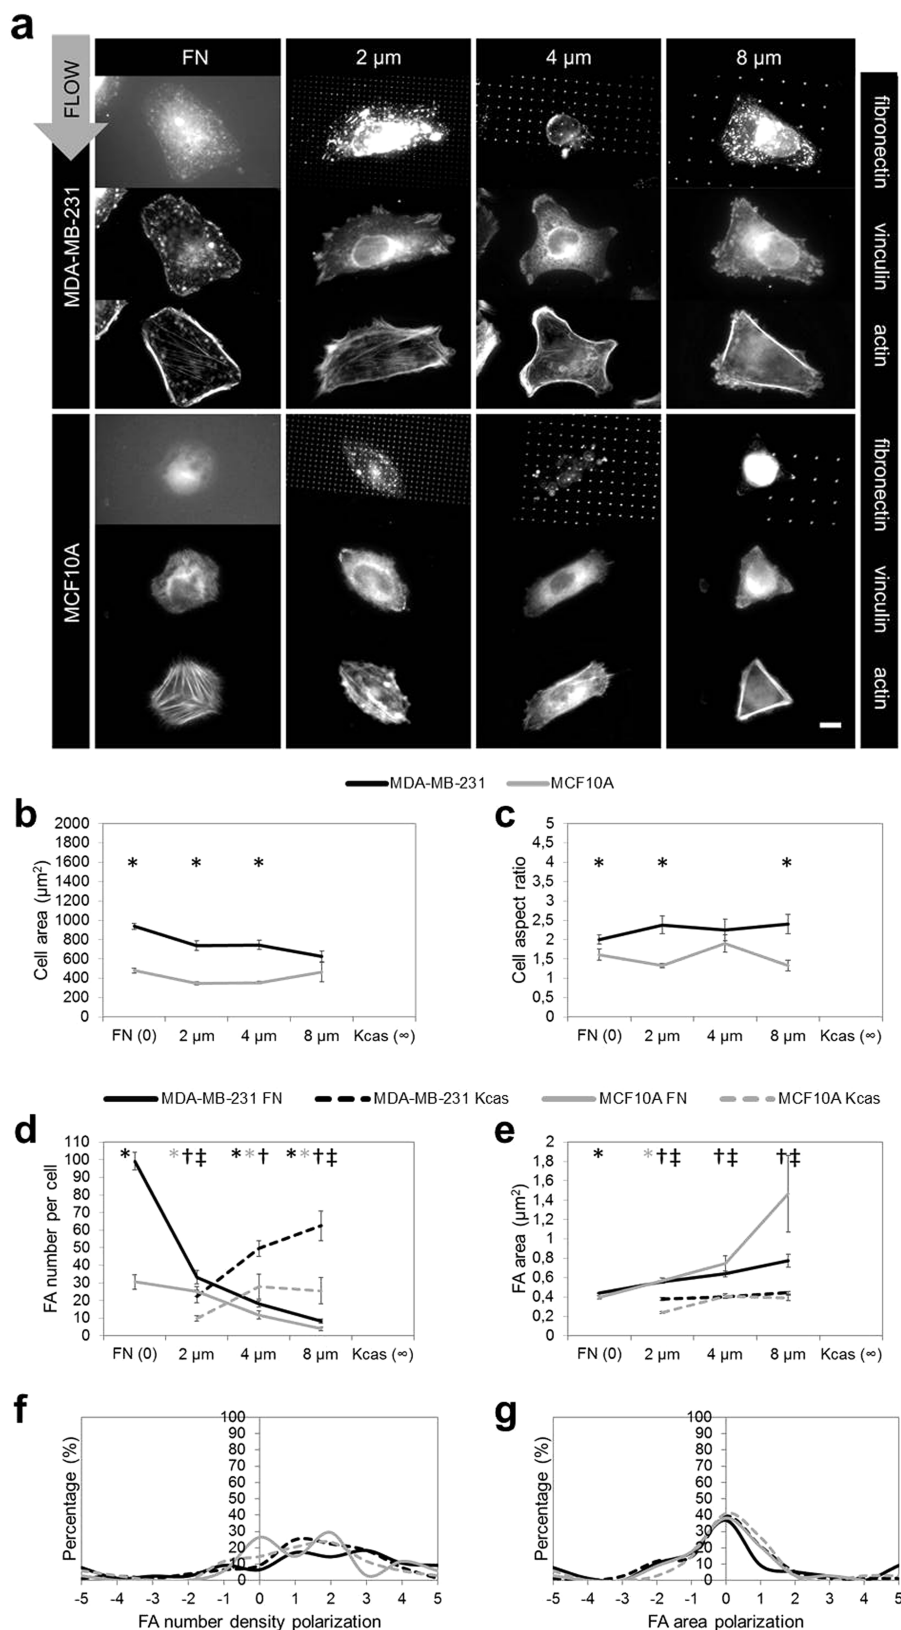 a
FLOW
FN
2 µm
4 µm
8 µm
MDA-MB-231
fibronectin
vinculin
actin
MCF10A
fibronectin
vinculin
actin
MDA-MB-231
MCF10A
b
Cell area (µm²)
2000
1800
1600
1400
1200
1000
800
600
400
200
0
* * *
FN (0) 2 µm 4 µm 8 µm Kcas (∞)
c
Cell aspect ratio
5
4,5
4
3,5
3
2,5
2
1,5
1
0,5
0
* * *
FN (0) 2 µm 4 µm 8 µm Kcas (∞)
MDA-MB-231 FN
MDA-MB-231 Kcas
MCF10A FN
MCF10A Kcas
d
FA number per cell
110
100
90
80
70
60
50
40
30
20
10
0
* *†‡ **† **†‡
FN (0) 2 µm 4 µm 8 µm Kcas (∞)
e
FA area (µm²)
2
1,8
1,6
1,4
1,2
1
0,8
0,6
0,4
0,2
0
* *†‡ †‡ †‡
FN (0) 2 µm 4 µm 8 µm Kcas (∞)
f
Percentage (%)
100
90
80
70
60
50
40
30
20
10
0
-5 -4 -3 -2 -1 0 1 2 3 4 5
FA number density polarization
g
Percentage (%)
100
90
80
70
60
50
40
30
20
10
0
-5 -4 -3 -2 -1 0 1 2 3 4 5
FA area polarization